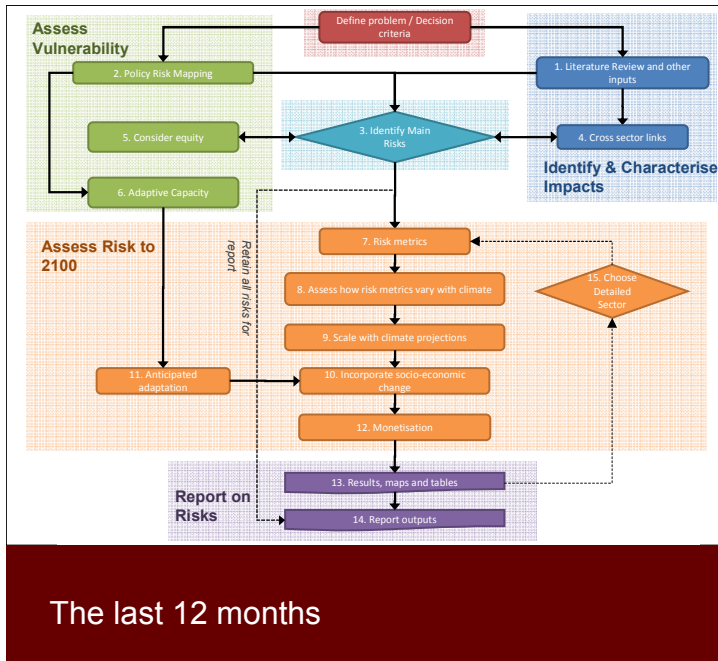 Assess
Vulnerability
Define problem / Decision
criteria
2. Policy Risk Mapping
1. Literature Review and other
inputs
5. Consider equity
3. Identify Main
Risks
4. Cross sector links
Identify & Characterise
Impacts
6. Adaptive Capacity
Assess Risk to
2100
Retain all risks for
report
7. Risk metrics
15. Choose
Detailed
Sector
8. Assess how risk metrics vary with climate
9. Scale with climate projections
11. Anticipated
adaptation
10. Incorporate socio-economic
change
12. Monetisation
13. Results, maps and tables
Report on
Risks
14. Report outputs
The last 12 months